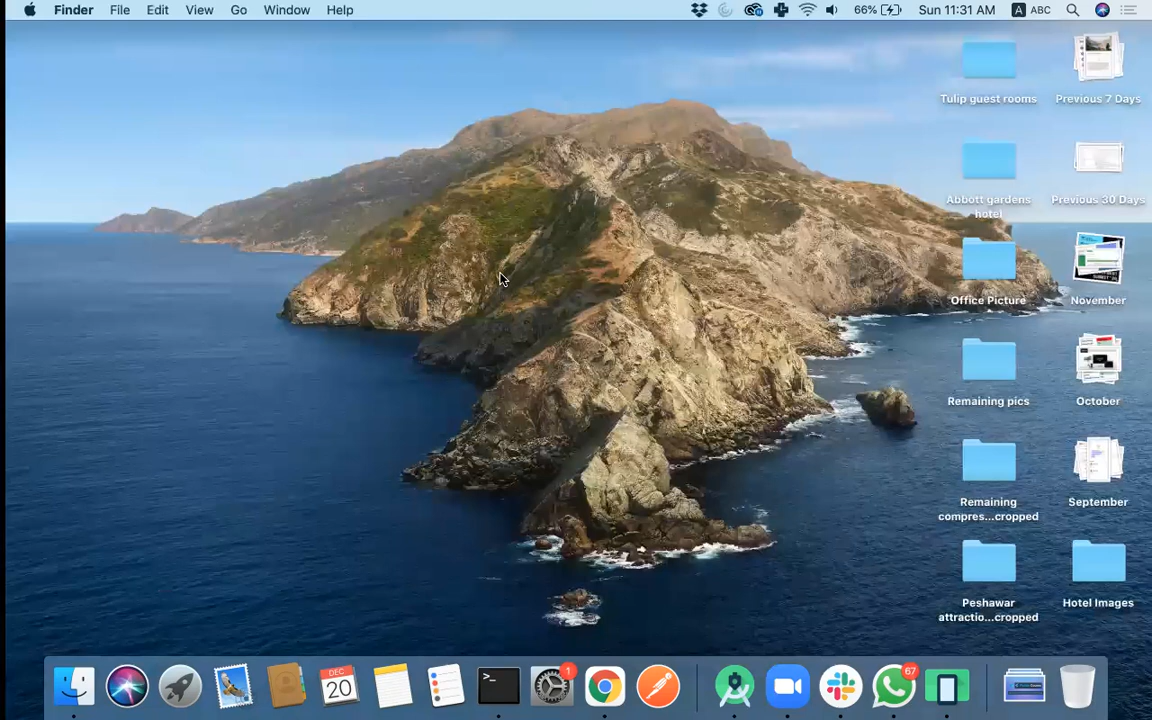 Finder File Edit View Go Window Help 66% Sun 11:31 AM A ABC
Tulip guest rooms
Previous 7 Days
Abbott gardens
hotel
Previous 30 Days
Office Picture
November
Remaining pics
October
Remaining
compres...cropped
September
Peshawar
attractio...cropped
Hotel Images
DEC
20
>_
1
67